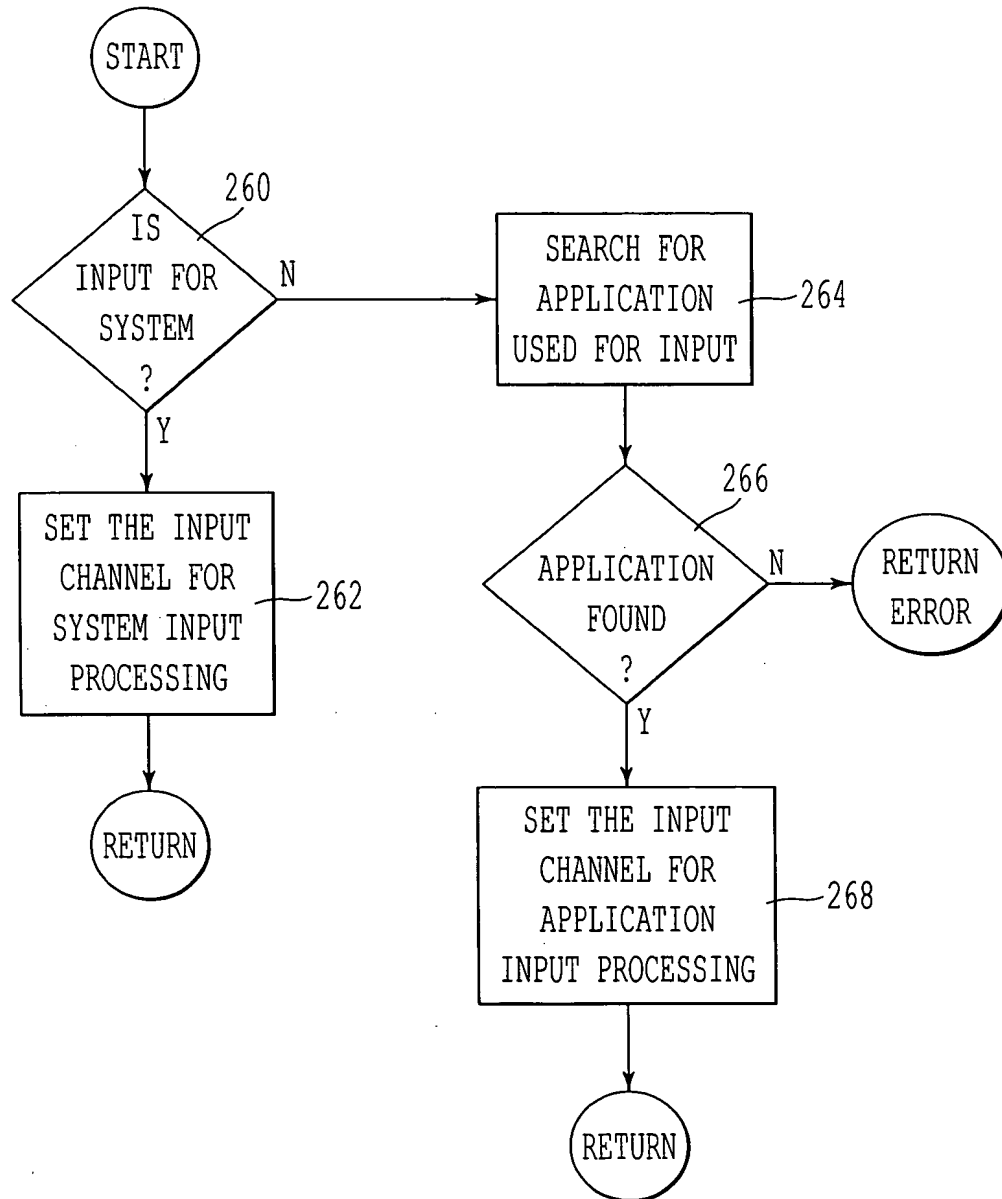 START
260
IS
INPUT FOR
SYSTEM
?
N
Y
SET THE INPUT
CHANNEL FOR
SYSTEM INPUT
PROCESSING
262
RETURN
SEARCH FOR
APPLICATION
USED FOR INPUT
264
266
APPLICATION
FOUND
?
N
RETURN
ERROR
Y
SET THE INPUT
CHANNEL FOR
APPLICATION
INPUT PROCESSING
268
RETURN